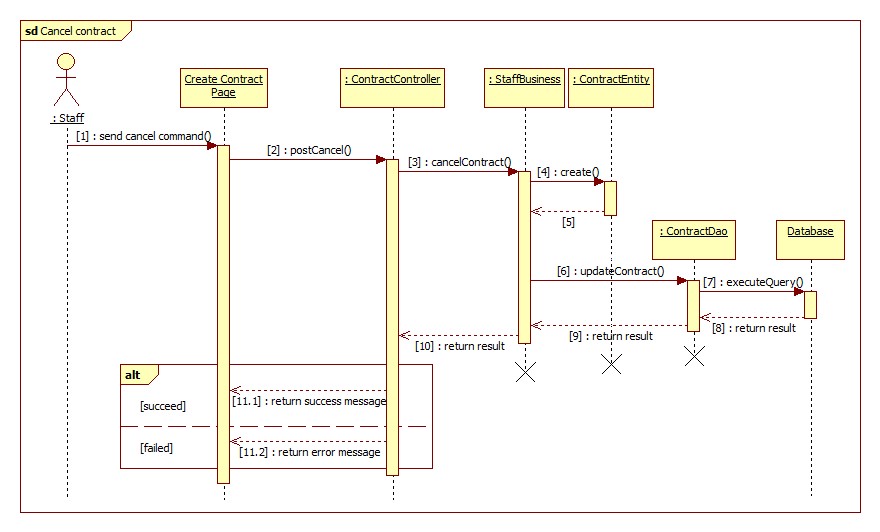 sd Cancel contract
: Staff
Create Contract
Page
: ContractController
: StaffBusiness
: ContractEntity
[1] : send cancel command()
[2] : postCancel()
[3] : cancelContract()
[4] : create()
[5]
: ContractDao
Database
[6] : updateContract()
[7] : executeQuery()
[8] : return result
[9] : return result
[10] : return result
alt
[succeed]
[11.1] : return success message
[failed]
[11.2] : return error message